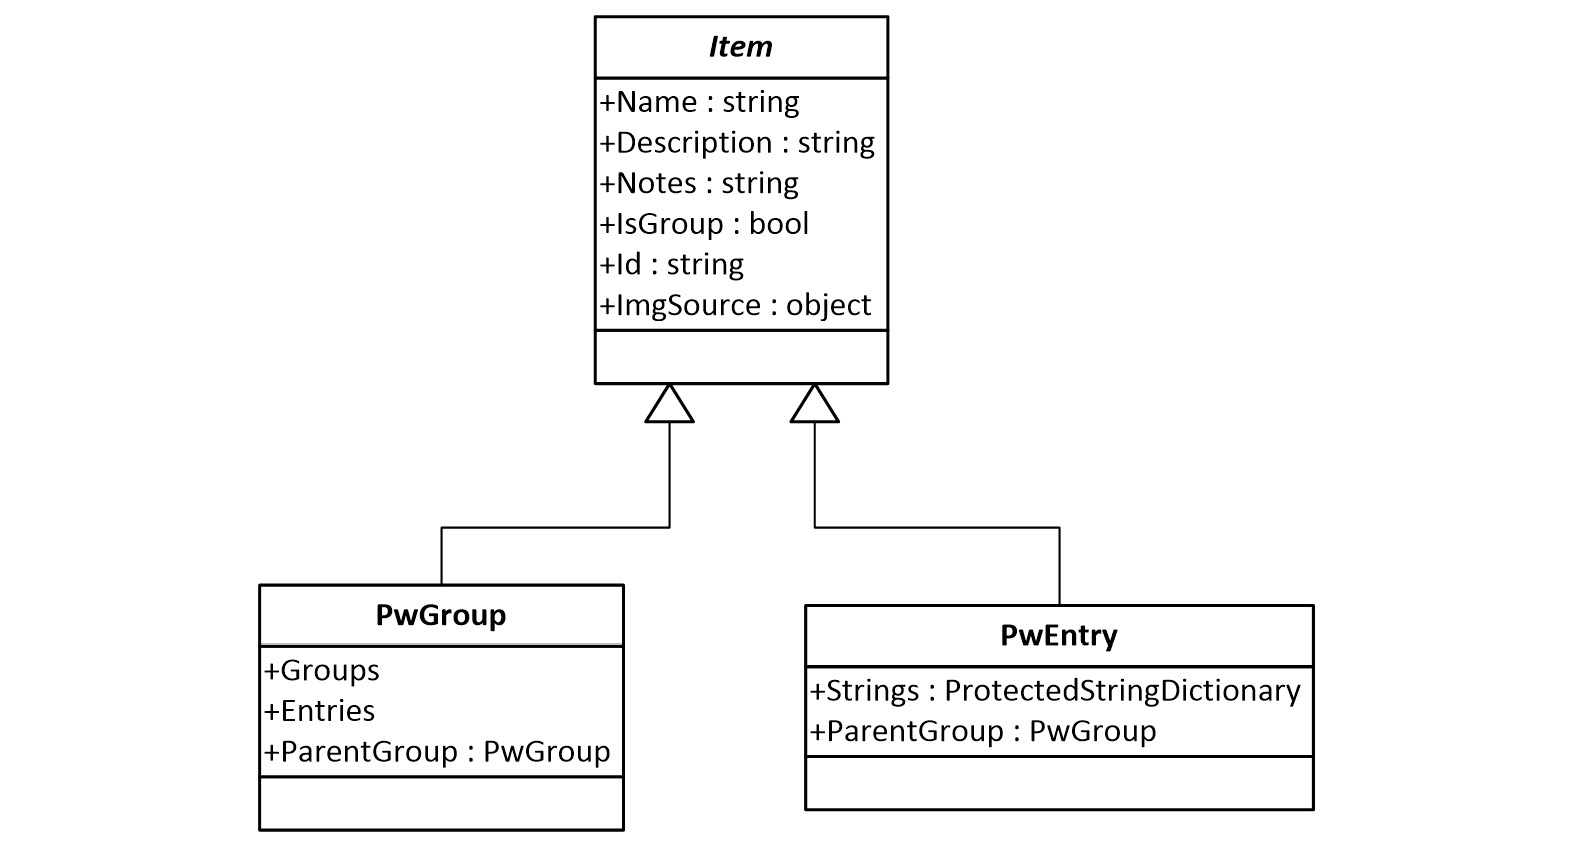 Item
+Name : string
+Description : string
+Notes : string
+IsGroup : bool
+Id : string
+ImgSource : object
PwGroup
+Groups
+Entries
+ParentGroup : PwGroup
PwEntry
+Strings : ProtectedStringDictionary
+ParentGroup : PwGroup